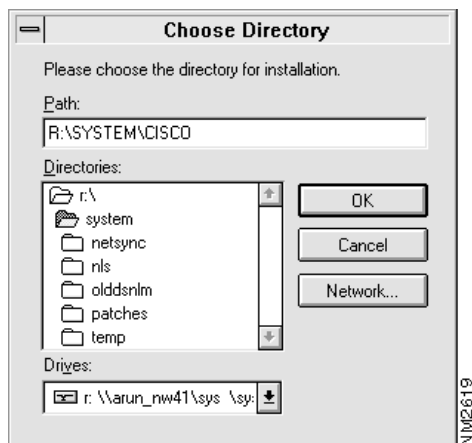 Choose Directory
Please choose the directory for installation.
Path:
R:\SYSTEM\CISCO
Directories:
r:\
system
netsync
nls
olddsnlm
patches
temp
OK
Cancel
Network...
Drives:
r: \\arun_nw41\sys \sy:
NM2619